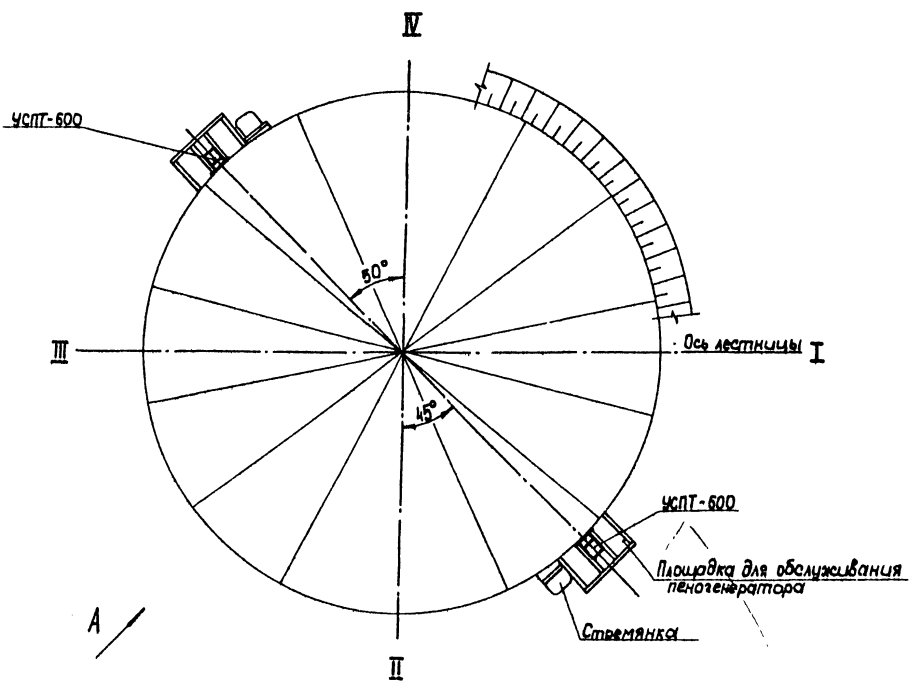 IV
УСПТ-600
50°
III
Ось лестницы
I
45°
УСПТ-600
Площадка для обслуживания
пеногенератора
А
Стремянка
II